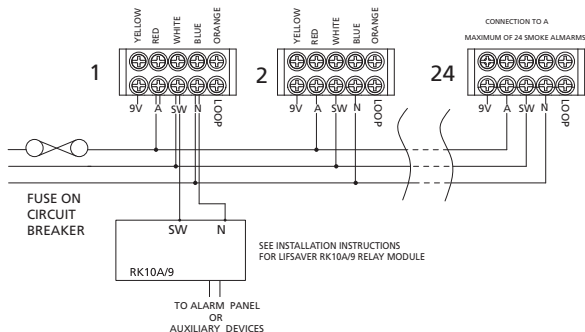 YELLOW
RED
WHITE
BLUE
ORANGE
YELLOW
RED
WHITE
BLUE
ORANGE
CONNECTION TO A
MAXIMUM OF 24 SMOKE ALMARMS
1
2
24
9V A SW N LOOP
9V A SW N LOOP
9V A SW N LOOP
FUSE ON
CIRCUIT
BREAKER
SW N
RK10A/9
SEE INSTALLATION INSTRUCTIONS
FOR LIFSAVER RK10A/9 RELAY MODULE
TO ALARM PANEL
OR
AUXILIARY DEVICES